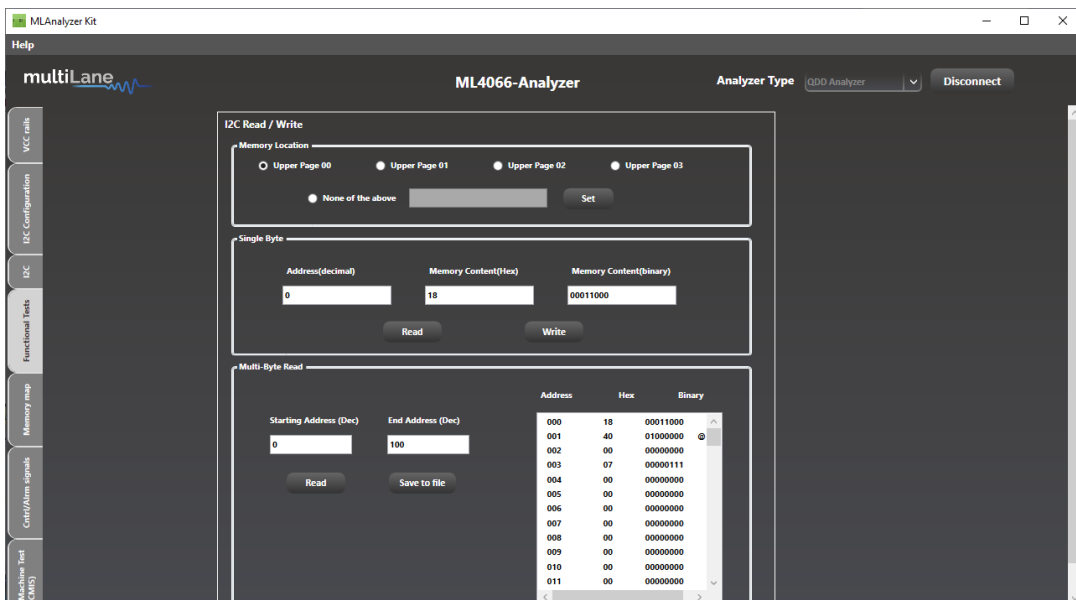 MLAnalyzer Kit
Help
multiLane
ML4066-Analyzer
Analyzer Type
QDD Analyzer
Disconnect
VCC rails
I2C Configuration
I2C
Functional Tests
Memory map
Cntrl/Alrm signals
Machine Test
(CMIS)
I2C Read / Write
Memory Location
Upper Page 00 Upper Page 01 Upper Page 02 Upper Page 03
None of the above Set
Single Byte
Address(decimal) Memory Content(Hex) Memory Content(binary)
0 18 00011000
Read Write
Multi-Byte Read
Starting Address (Dec) End Address (Dec)
0 100
Read Save to file
Address Hex Binary
000 18 00011000
001 40 01000000 @
002 00 00000000
003 07 00000111
004 00 00000000
005 00 00000000
006 00 00000000
007 00 00000000
008 00 00000000
009 00 00000000
010 00 00000000
011 00 00000000